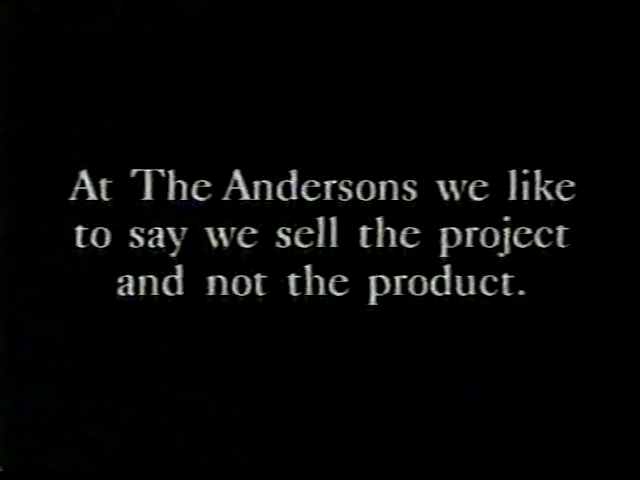 At The Andersons we like
to say we sell the project
and not the product.